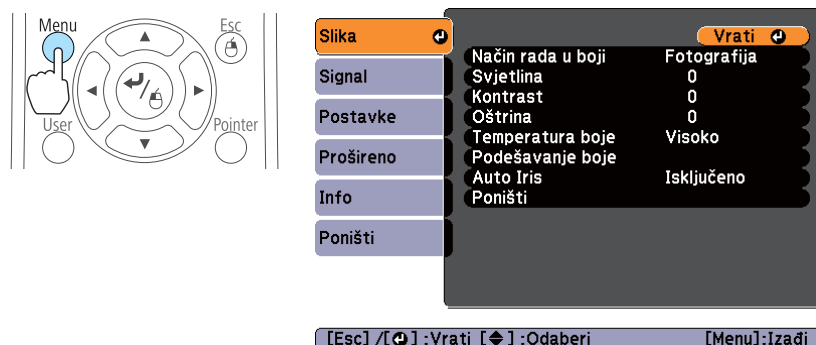 Menu
Esc
User
Pointer
Slika
Signal
Postavke
Prošireno
Info
Poništi
Vrati
Način rada u boji Fotografija
Svjetlina 0
Kontrast 0
Oštrina 0
Temperatura boje Visoko
Podešavanje boje
Auto Iris Isključeno
Poništi
[Esc] /[⏎] :Vrati [◆] :Odaberi [Menu]:Izađi